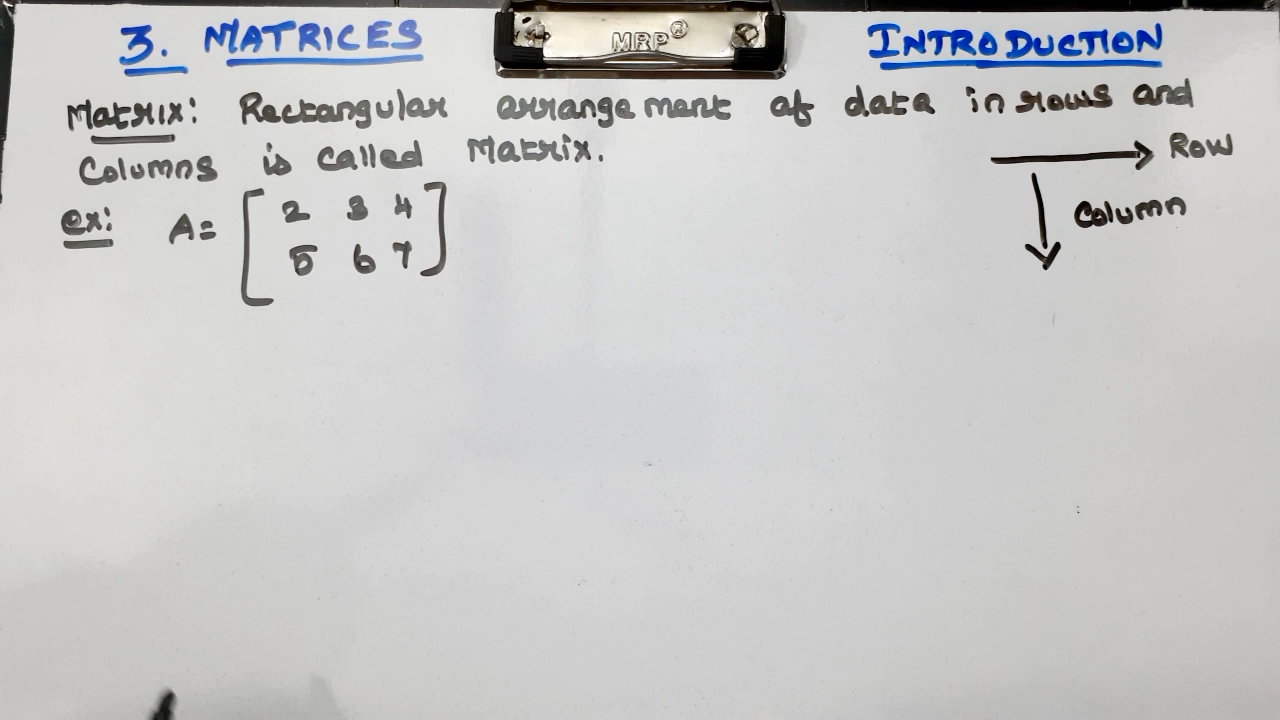 3. MATRICES MRP® INTRODUCTION
Matrix: Rectangular arrangement of data in rows and
Columns is called Matrix.
Row
ex: A= [ 2 3 4
5 6 7 ]
Column